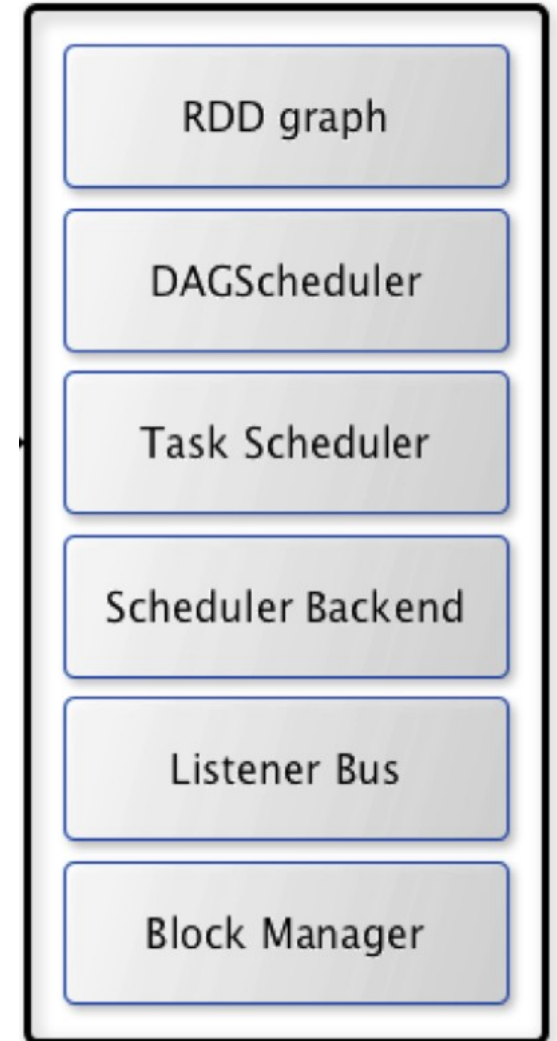 RDD graph
DAGScheduler
Task Scheduler
Scheduler Backend
Listener Bus
Block Manager